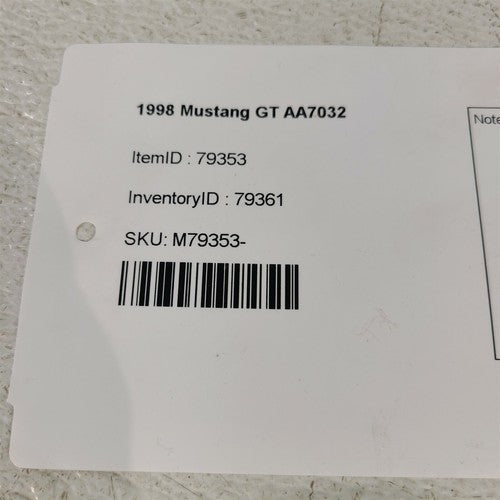 1998 Mustang GT AA7032
ItemID : 79353
InventoryID : 79361
SKU: M79353-
Note